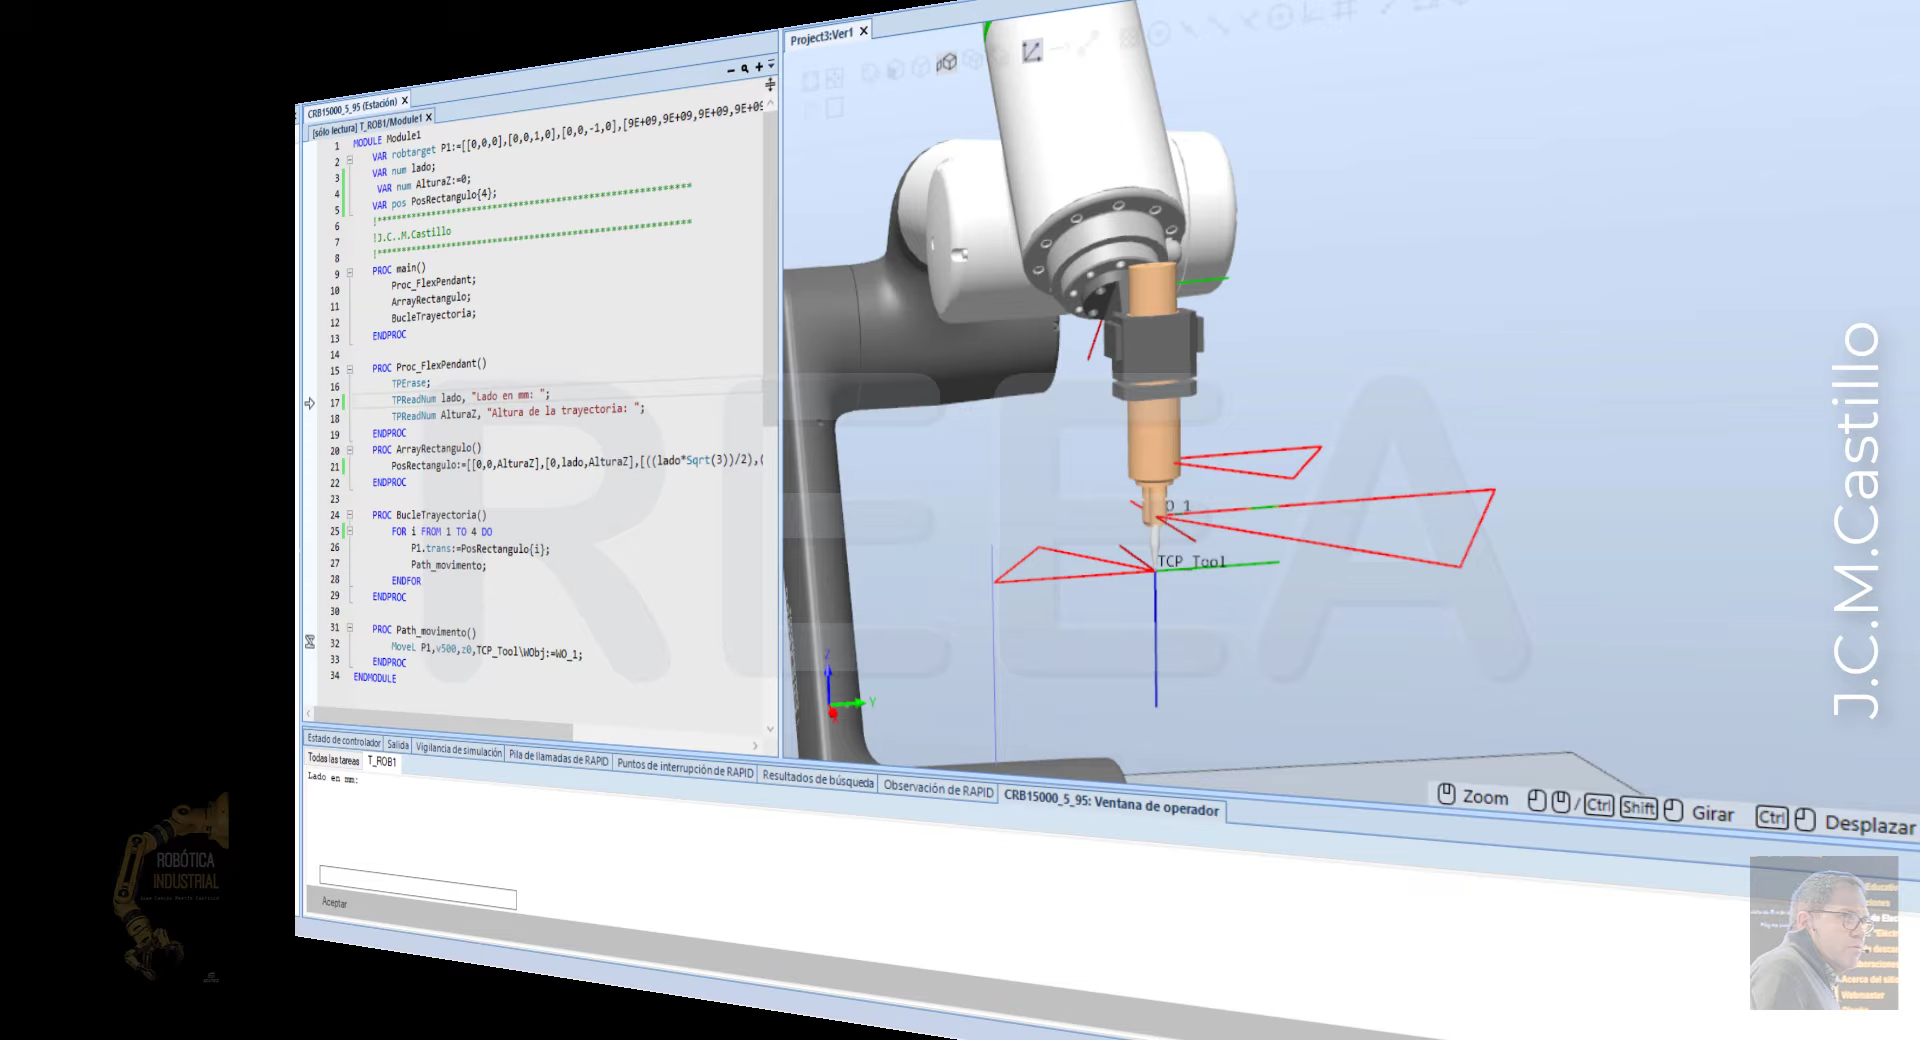 CRB15000_5_95 (Estación) X
[sólo lectura] T_ROB1/Module1 X
1 MODULE Module1
2 VAR robtarget P1:=[[0,0,0],[0,0,1,0],[0,0,-1,0],[9E+09,9E+09,9E+09,9E+09
3 VAR num lado;
4 VAR num AlturaZ:=0;
5 VAR pos PosRectangulo{4};
6 !****************************************************************
7 !J.C..M.Castillo
8 !****************************************************************
9 PROC main()
10 Proc_FlexPendant;
11 ArrayRectangulo;
12 BucleTrayectoria;
13 ENDPROC
14
15 PROC Proc_FlexPendant()
16 TPErase;
17 TPReadNum lado, "Lado en mm: ";
18 TPReadNum AlturaZ, "Altura de la trayectoria: ";
19 ENDPROC
20 PROC ArrayRectangulo()
21 PosRectangulo:=[[0,0,AlturaZ],[0,lado,AlturaZ],[((lado*Sqrt(3))/2),(
22 ENDPROC
23
24 PROC BucleTrayectoria()
25 FOR i FROM 1 TO 4 DO
26 P1.trans:=PosRectangulo{i};
27 Path_movimento;
28 ENDFOR
29 ENDPROC
30
31 PROC Path_movimento()
32 MoveL P1,v500,z0,TCP_Tool\WObj:=WO_1;
33 ENDPROC
34 ENDMODULE
Project3:Ver1 X
O_1
TCP_Tool
Z
Y
REEA
J.C.M.Castillo
Zoom / Ctrl Shift Girar Ctrl Desplazar
Estado de controlador Salida Vigilancia de simulación Pila de llamadas de RAPID Puntos de interrupción de RAPID Resultados de búsqueda Observación de RAPID CRB15000_5_95: Ventana de operador
Todas las tareas T_ROB1
Lado en mm:
Aceptar
ROBÓTICA
INDUSTRIAL
Educativ
de Elec
Acerca del siti
Webmaster